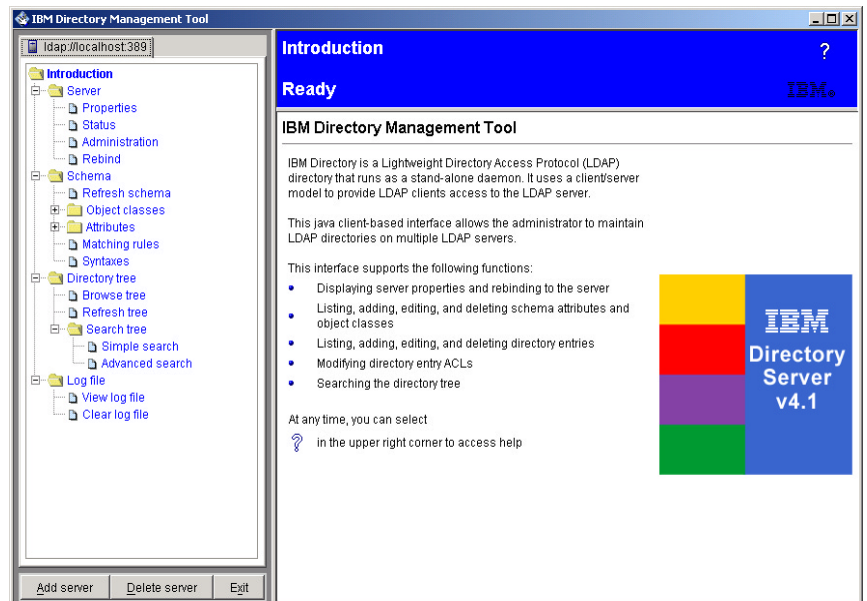 IBM Directory Management Tool
ldap://localhost:389
Introduction
Server
Properties
Status
Administration
Rebind
Schema
Refresh schema
Object classes
Attributes
Matching rules
Syntaxes
Directory tree
Browse tree
Refresh tree
Search tree
Simple search
Advanced search
Log file
View log file
Clear log file
Add server
Delete server
Exit
Introduction
?
Ready
IBM
IBM Directory Management Tool
IBM Directory is a Lightweight Directory Access Protocol (LDAP)
directory that runs as a stand-alone daemon. It uses a client/server
model to provide LDAP clients access to the LDAP server.
This java client-based interface allows the administrator to maintain
LDAP directories on multiple LDAP servers.
This interface supports the following functions:
• Displaying server properties and rebinding to the server
• Listing, adding, editing, and deleting schema attributes and
object classes
• Listing, adding, editing, and deleting directory entries
• Modifying directory entry ACLs
• Searching the directory tree
At any time, you can select
? in the upper right corner to access help
IBM
Directory
Server
v4.1